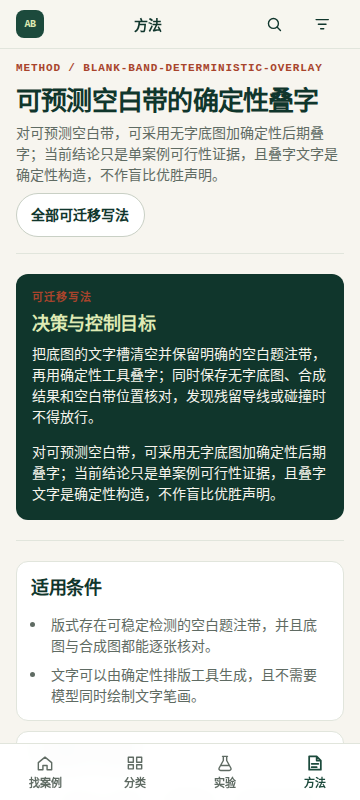 AB
方法
METHOD / BLANK-BAND-DETERMINISTIC-OVERLAY
可预测空白带的确定性叠字
对可预测空白带，可采用无字底图加确定性后期叠
字；当前结论只是单案例可行性证据，且叠字文字是
确定性构造，不作盲比优胜声明。
全部可迁移写法
可迁移写法
决策与控制目标
把底图的文字槽清空并保留明确的空白题注带，
再用确定性工具叠字；同时保存无字底图、合成
结果和空白带位置核对，发现残留导线或碰撞时
不得放行。
对可预测空白带，可采用无字底图加确定性后期
叠字；当前结论只是单案例可行性证据，且叠字
文字是确定性构造，不作盲比优胜声明。
适用条件
版式存在可稳定检测的空白题注带，并且底
图与合成图都能逐张核对。
文字可以由确定性排版工具生成，且不需要
模型同时绘制文字笔画。
找案例
分类
实验
方法